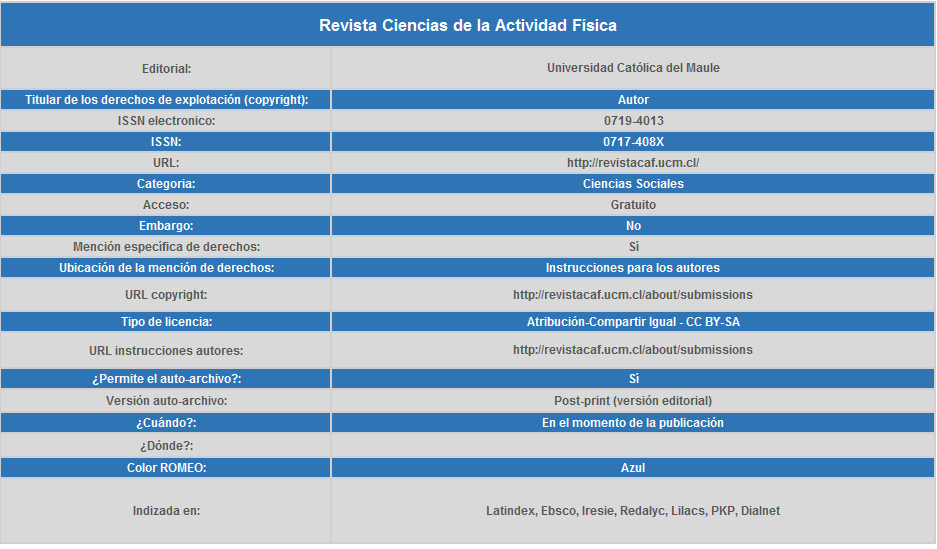 Revista Ciencias de la Actividad Física
Editorial: Universidad Católica del Maule
Titular de los derechos de explotación (copyright): Autor
ISSN electronico: 0719-4013
ISSN: 0717-408X
URL: http://revistacaf.ucm.cl/
Categoria: Ciencias Sociales
Acceso: Gratuito
Embargo: No
Mención específica de derechos: Sí
Ubicación de la mención de derechos: Instrucciones para los autores
URL copyright: http://revistacaf.ucm.cl/about/submissions
Tipo de licencia: Atribución-Compartir Igual - CC BY-SA
URL instrucciones autores: http://revistacaf.ucm.cl/about/submissions
¿Permite el auto-archivo?: Sí
Versión auto-archivo: Post-print (versión editorial)
¿Cuándo?: En el momento de la publicación
¿Dónde?:
Color ROMEO: Azul
Indizada en: Latindex, Ebsco, Iresie, Redalyc, Lilacs, PKP, Dialnet